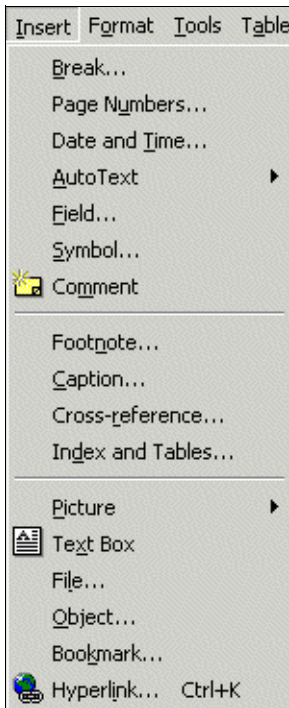 Insert Format Tools Table
Break...
Page Numbers...
Date and Time...
AutoText
Field...
Symbol...
Comment
Footnote...
Caption...
Cross-reference...
Index and Tables...
Picture
Text Box
File...
Object...
Bookmark...
Hyperlink... Ctrl+K